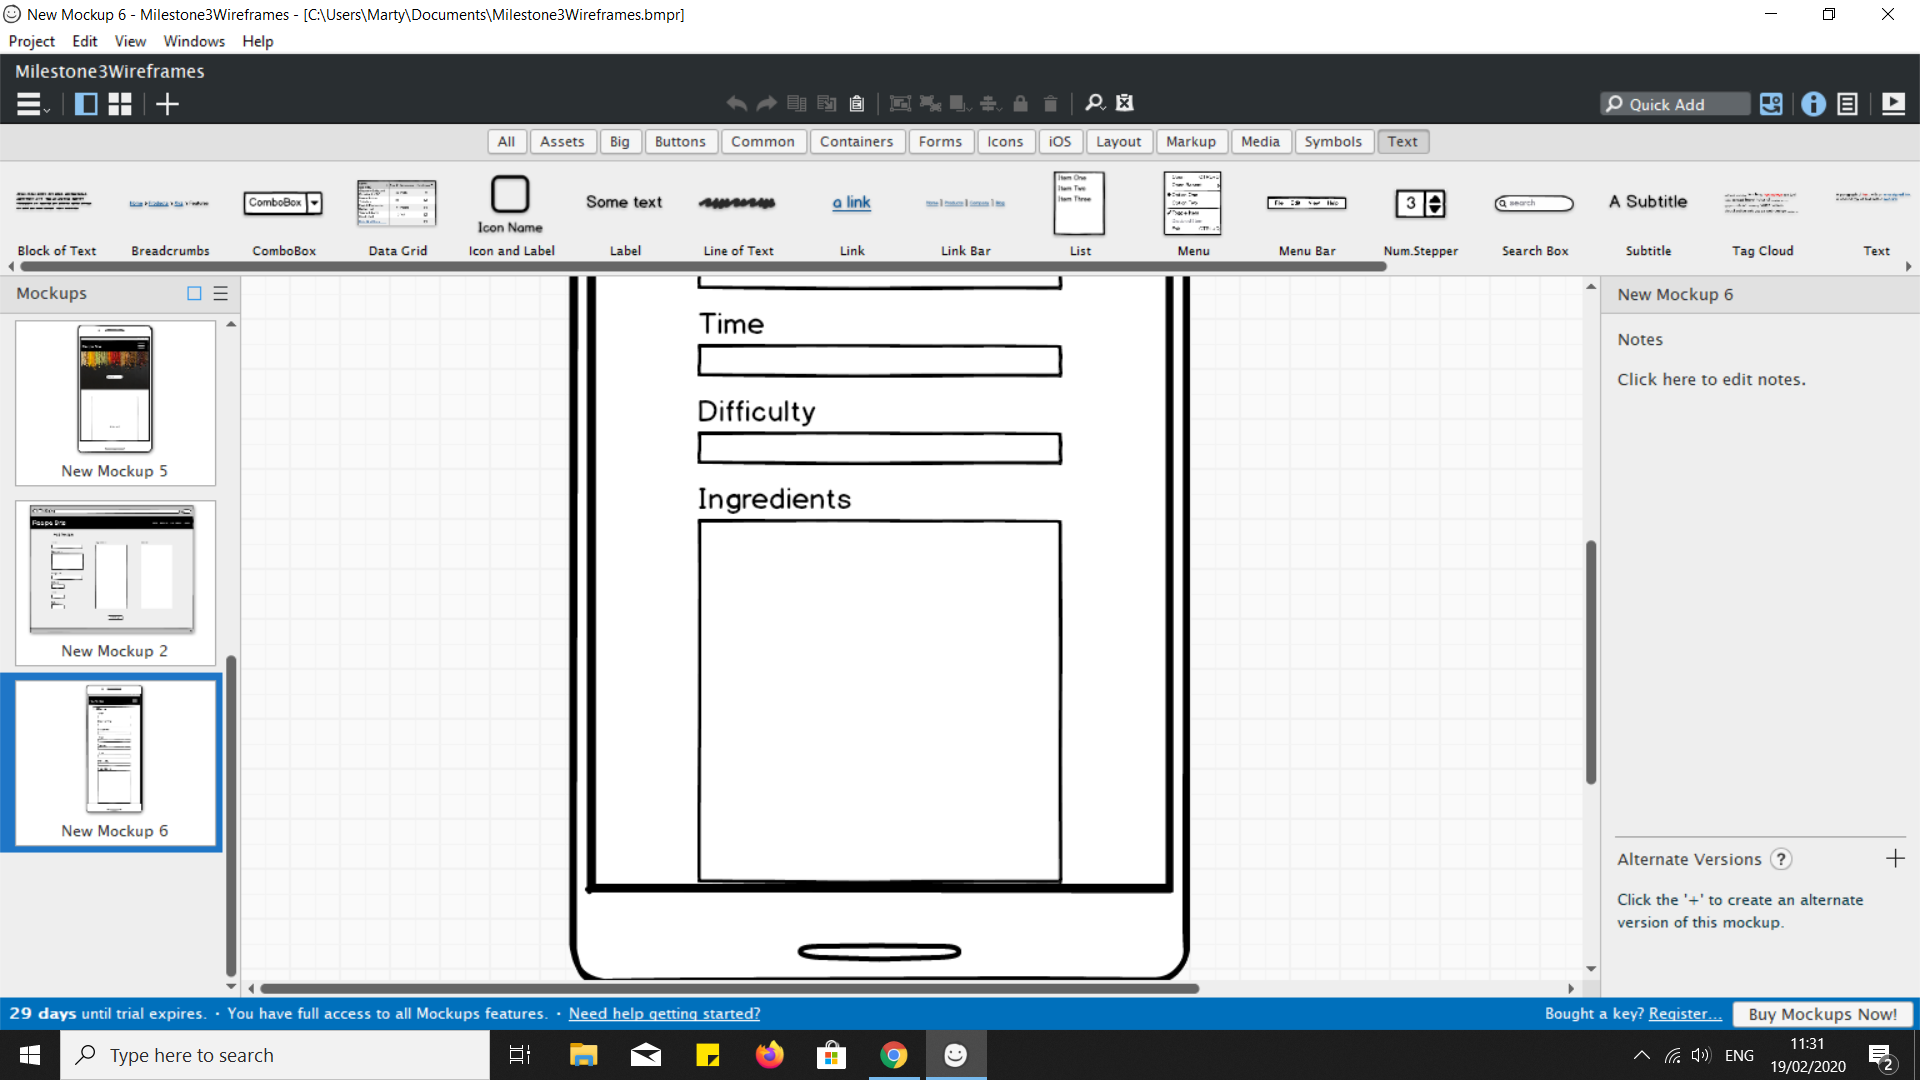 New Mockup 6 - Milestone3Wireframes - [C:\Users\Marty\Documents\Milestone3Wireframes.bmpr]
Project Edit View Windows Help
Milestone3Wireframes
Quick Add
All Assets Big Buttons Common Containers Forms Icons iOS Layout Markup Media Symbols Text
ComboBox
Icon Name
Some text
a link
Item One
Item Two
Item Three
3
search
A Subtitle
Block of Text Breadcrumbs ComboBox Data Grid Icon and Label Label Line of Text Link Link Bar List Menu Menu Bar Num.Stepper Search Box Subtitle Tag Cloud Text
Mockups
New Mockup 5
New Mockup 2
New Mockup 6
Time
Difficulty
Ingredients
New Mockup 6
Notes
Click here to edit notes.
Alternate Versions ?
Click the '+' to create an alternate
version of this mockup.
29 days until trial expires. · You have full access to all Mockups features. · Need help getting started?
Bought a key? Register... Buy Mockups Now!
Type here to search
ENG
11:31
19/02/2020
2